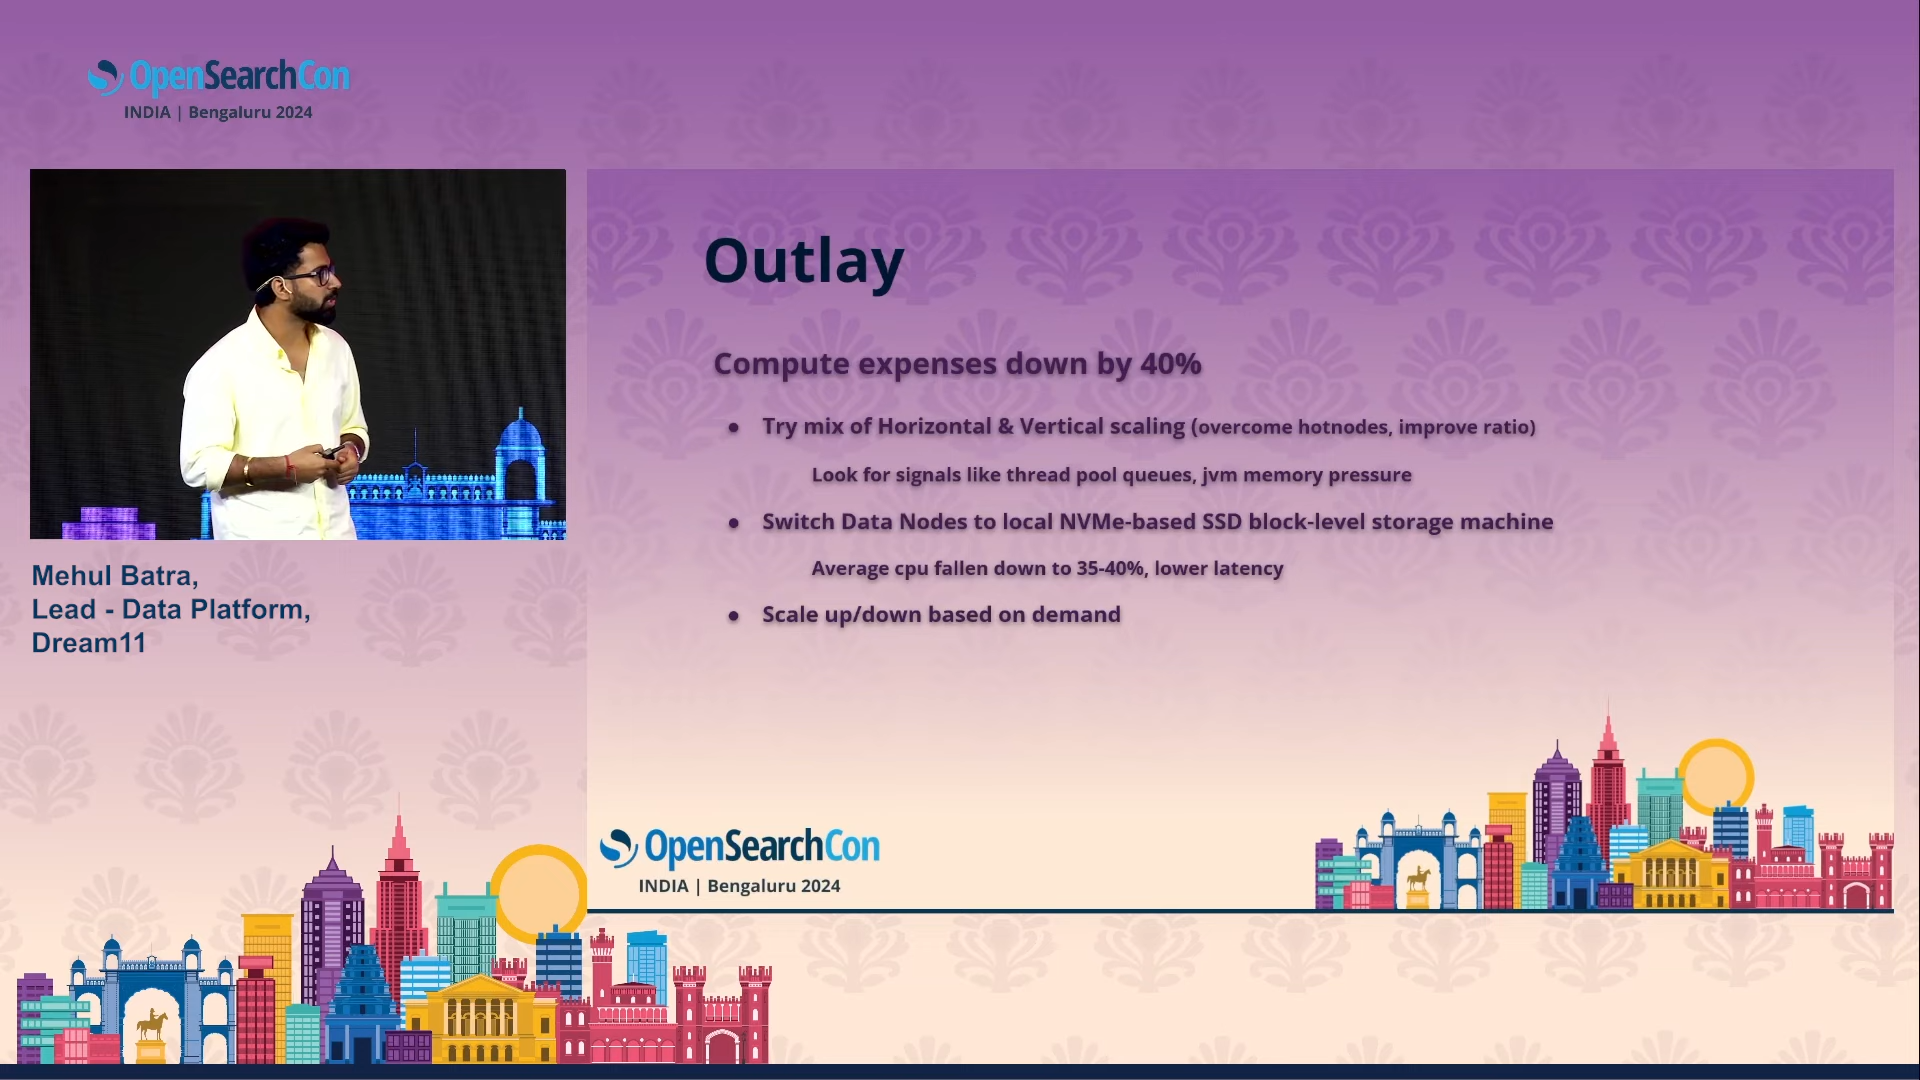 OpenSearchCon
INDIA | Bengaluru 2024
Mehul Batra,
Lead - Data Platform,
Dream11
Outlay
Compute expenses down by 40%
● Try mix of Horizontal & Vertical scaling (overcome hotnodes, improve ratio)
Look for signals like thread pool queues, jvm memory pressure
● Switch Data Nodes to local NVMe-based SSD block-level storage machine
Average cpu fallen down to 35-40%, lower latency
● Scale up/down based on demand
OpenSearchCon
INDIA | Bengaluru 2024